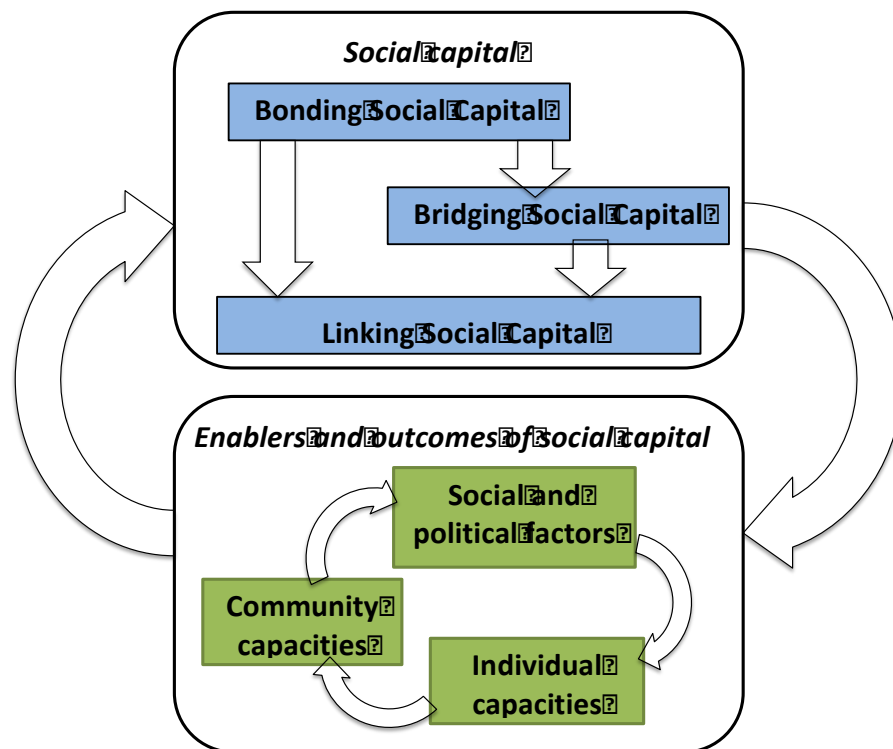 Social capital
Bonding Social Capital
Bridging Social Capital
Linking Social Capital
Enablers and outcomes of social capital
Social and
political factors
Community
capacities
Individual
capacities